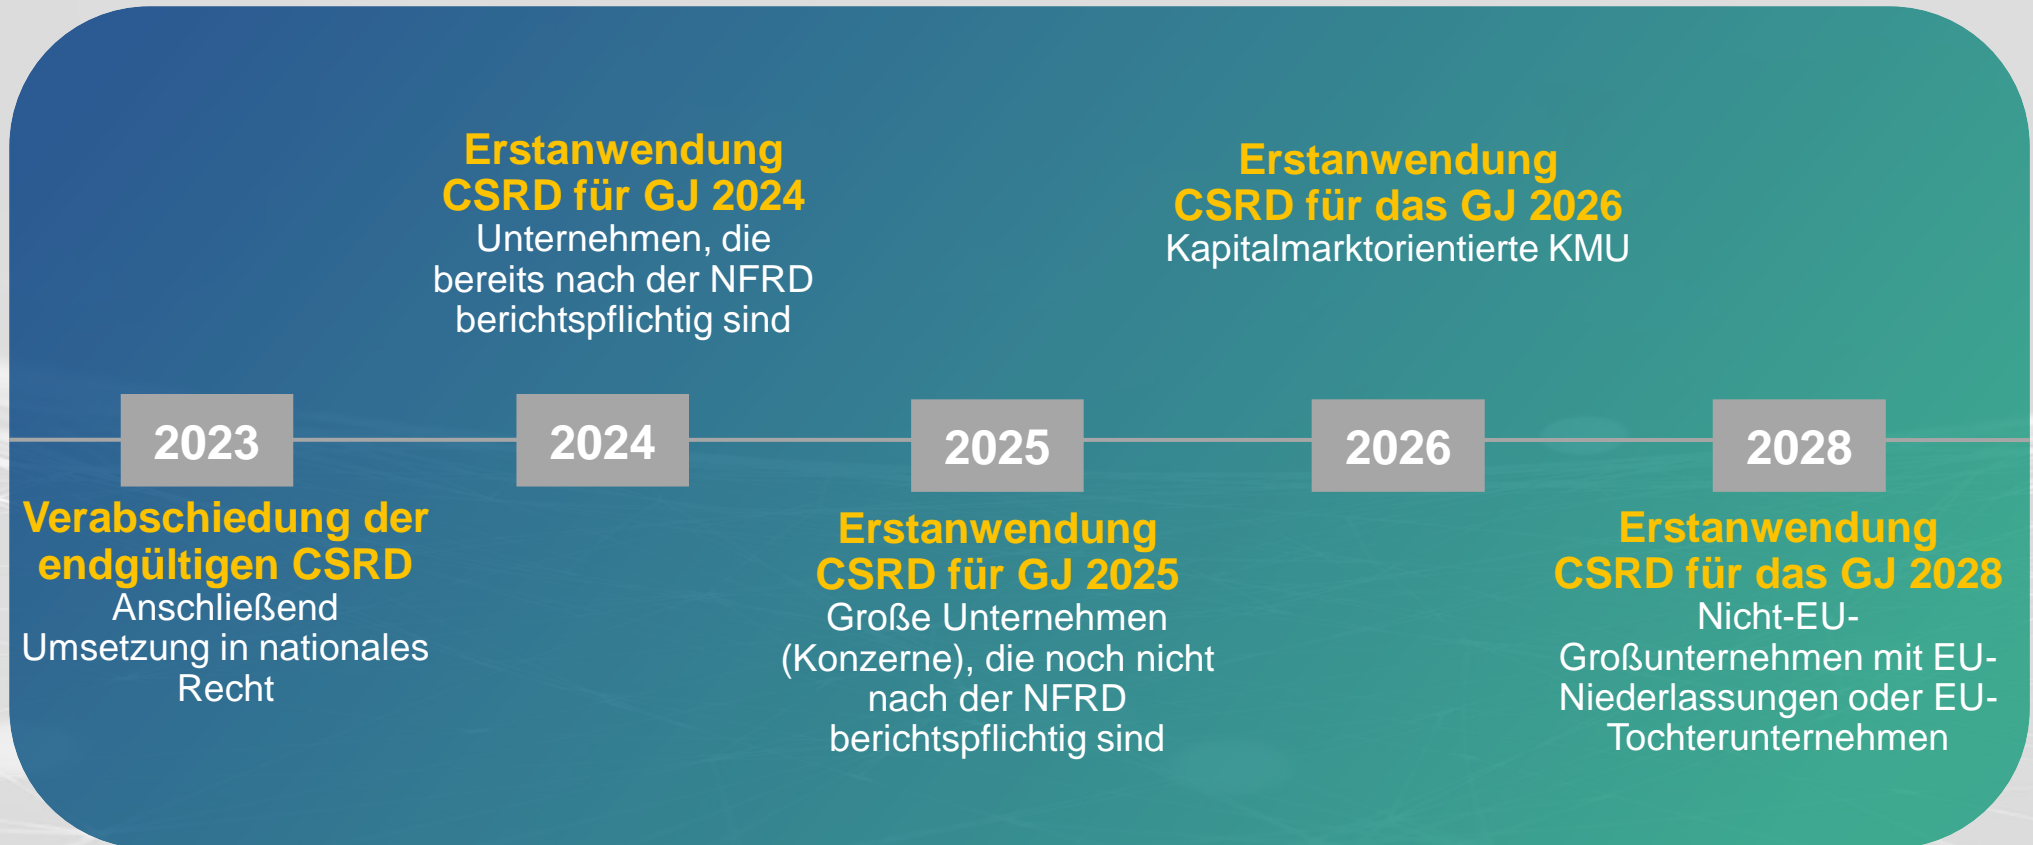 Erstanwendung
CSRD für GJ 2024
Unternehmen, die
bereits nach der NFRD
berichtspflichtig sind
Erstanwendung
CSRD für das GJ 2026
Kapitalmarktorientierte KMU
2023
2024
2025
2026
2028
Verabschiedung der
endgültigen CSRD
Anschließend
Umsetzung in nationales
Recht
Erstanwendung
CSRD für GJ 2025
Große Unternehmen
(Konzerne), die noch nicht
nach der NFRD
berichtspflichtig sind
Erstanwendung
CSRD für das GJ 2028
Nicht-EU-
Großunternehmen mit EU-
Niederlassungen oder EU-
Tochterunternehmen